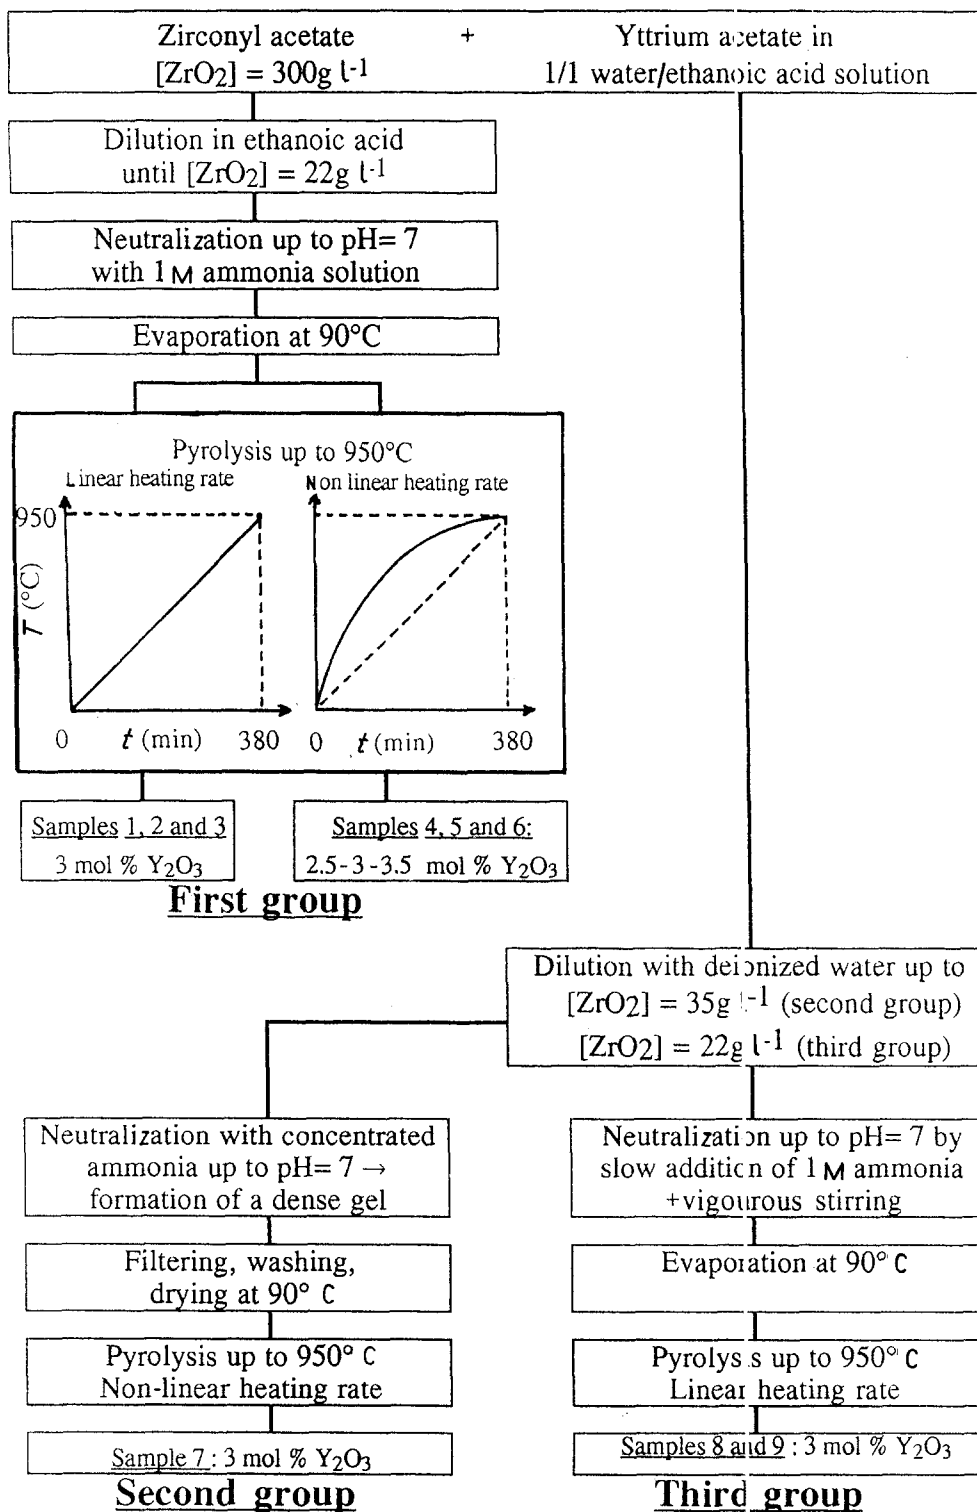 Zirconyl acetate + Yttrium acetate in
[ZrO2] = 300g l-1 1/1 water/ethanoic acid solution
Dilution in ethanoic acid
until [ZrO2] = 22g l-1
Neutralization up to pH= 7
with 1M ammonia solution
Evaporation at 90°C
Pyrolysis up to 950°C
Linear heating rate
Non linear heating rate
950
T (°C)
0 t (min) 380
0 t (min) 380
Samples 1, 2 and 3
3 mol % Y2O3
Samples 4, 5 and 6:
2.5-3-3.5 mol % Y2O3
First group
Dilution with deionized water up to
[ZrO2] = 35g l-1 (second group)
[ZrO2] = 22g l-1 (third group)
Neutralization with concentrated
ammonia up to pH= 7 →
formation of a dense gel
Filtering, washing,
drying at 90° C
Pyrolysis up to 950° C
Non-linear heating rate
Sample 7 : 3 mol % Y2O3
Second group
Neutralization up to pH= 7 by
slow addition of 1M ammonia
+vigourous stirring
Evaporation at 90° C
Pyrolysis up to 950° C
Linear heating rate
Samples 8 and 9 : 3 mol % Y2O3
Third group